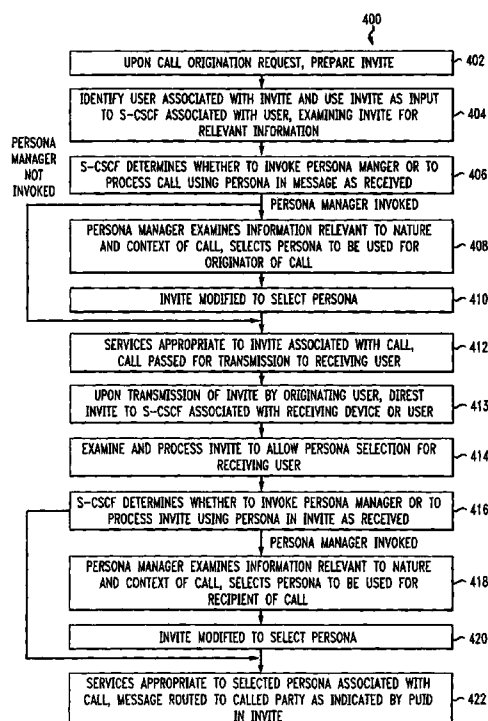 400
UPON CALL ORIGINATION REQUEST, PREPARE INVITE
402
IDENTIFY USER ASSOCIATED WITH INVITE AND USE INVITE AS INPUT
TO S-CSCF ASSOCIATED WITH USER, EXAMINING INVITE FOR
RELEVANT INFORMATION
404
PERSONA
MANAGER
NOT
INVOKED
S-CSCF DETERMINES WHETHER TO INVOKE PERSONA MANGER OR TO
PROCESS CALL USING PERSONA IN MESSAGE AS RECEIVED
406
PERSONA MANAGER INVOKED
PERSONA MANAGER EXAMINES INFORMATION RELEVANT TO NATURE
AND CONTEXT OF CALL, SELECTS PERSONA TO BE USED FOR
ORIGINATOR OF CALL
408
INVITE MODIFIED TO SELECT PERSONA
410
SERVICES APPROPRIATE TO INVITE ASSOCIATED WITH CALL,
CALL PASSED FOR TRANSMISSION TO RECEIVING USER
412
UPON TRANSMISSION OF INVITE BY ORIGINATING USER, DIREST
INVITE TO S-CSCF ASSOCIATED WITH RECEIVING DEVICE OR USER
413
EXAMINE AND PROCESS INVITE TO ALLOW PERSONA SELECTION FOR
RECEIVING USER
414
S-CSCF DETERMINES WHETHER TO INVOKE PERSONA MANAGER OR TO
PROCESS INVITE USING PERSONA IN INVITE AS RECEIVED
416
PERSONA MANAGER INVOKED
PERSONA MANAGER EXAMINES INFORMATION RELEVANT TO NATURE
AND CONTEXT OF CALL, SELECTS PERSONA TO BE USED FOR
RECIPIENT OF CALL
418
INVITE MODIFIED TO SELECT PERSONA
420
SERVICES APPROPRIATE TO SELECTED PERSONA ASSOCIATED WITH
CALL, MESSAGE ROUTED TO CALLED PARTY AS INDICATED BY PUID
IN INVITE
422